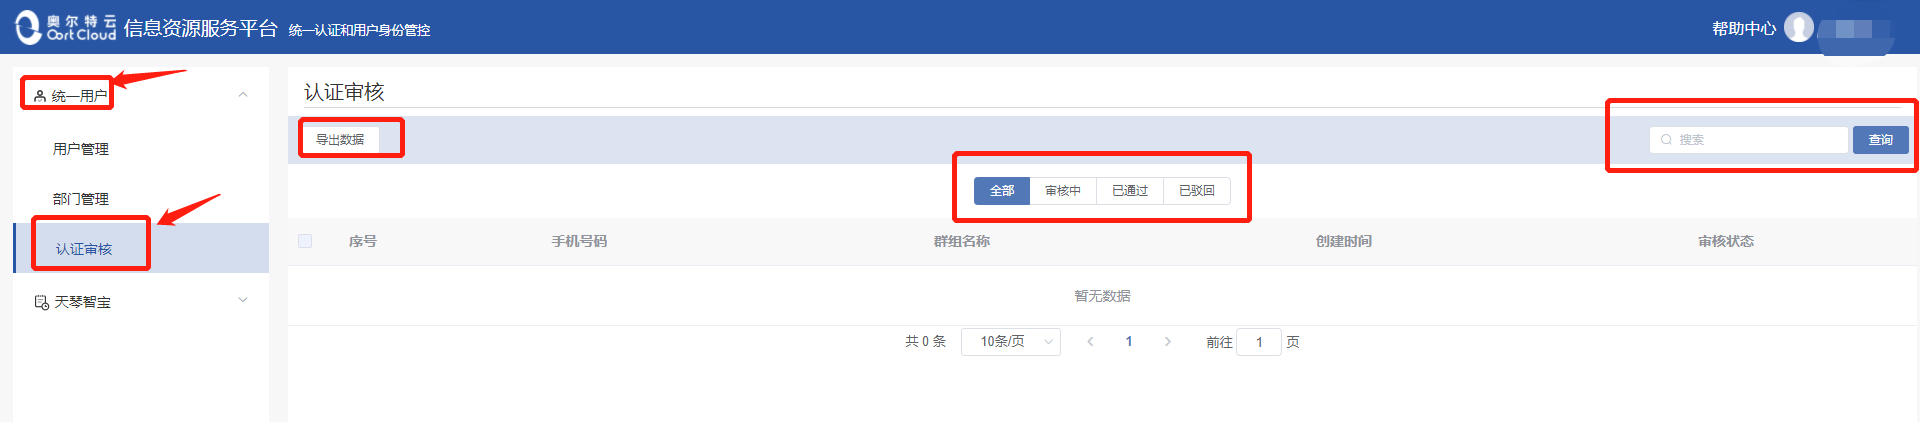 奥尔特云 信息资源服务平台 统一认证和用户身份管控 帮助中心
Oort Cloud
统一用户
用户管理
部门管理
认证审核
天琴智宝
认证审核
导出数据 搜索 查询
全部 审核中 已通过 已驳回
序号 手机号码 群组名称 创建时间 审核状态
暂无数据
共 0 条 10条/页 1 前往 1 页